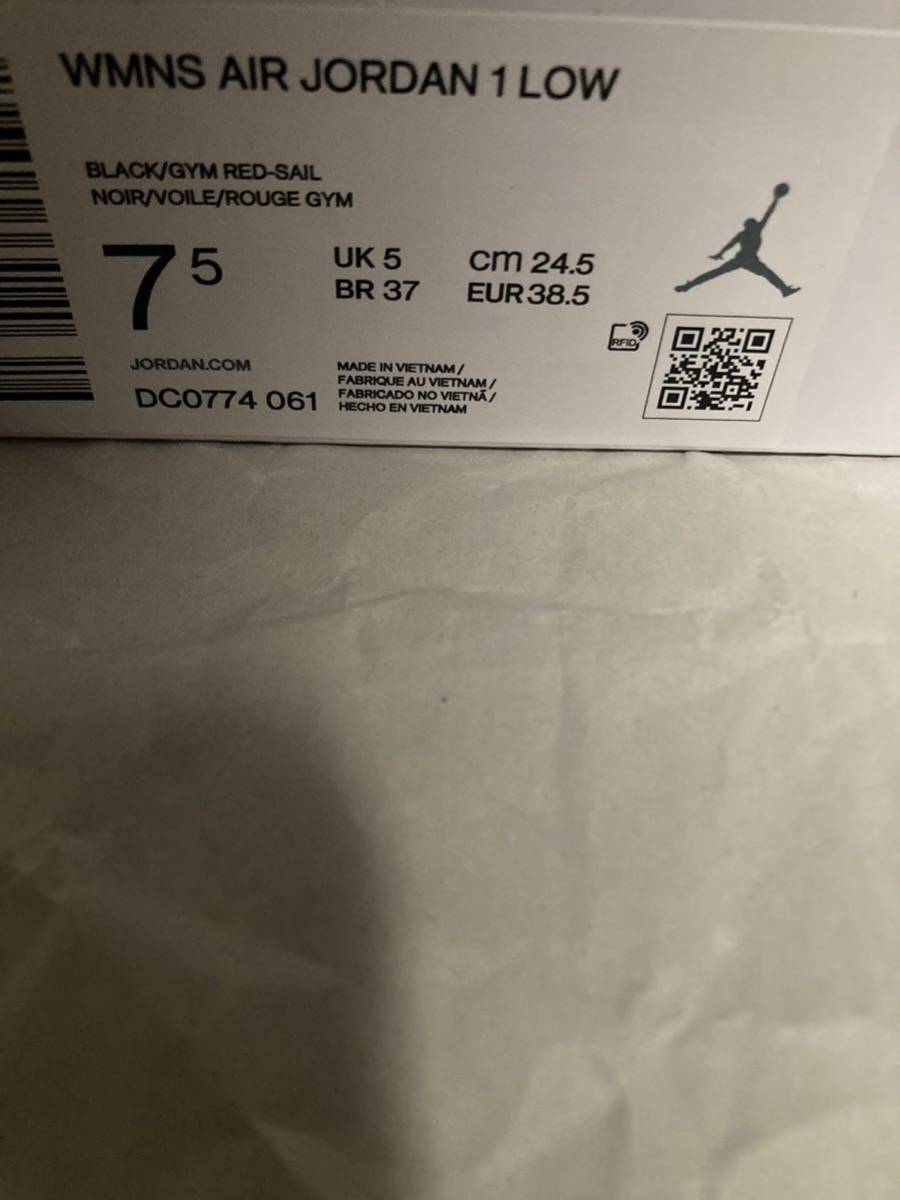 WMNS AIR JORDAN 1 LOW
BLACK/GYM RED-SAIL
NOIR/VOILE/ROUGE GYM
7 5
UK 5
cm 24.5
BR 37
EUR 38.5
RFID
JORDAN.COM
DC0774 061
MADE IN VIETNAM /
FABRIQUE AU VIETNAM /
FABRICADO NO VIETNÃ /
HECHO EN VIETNAM